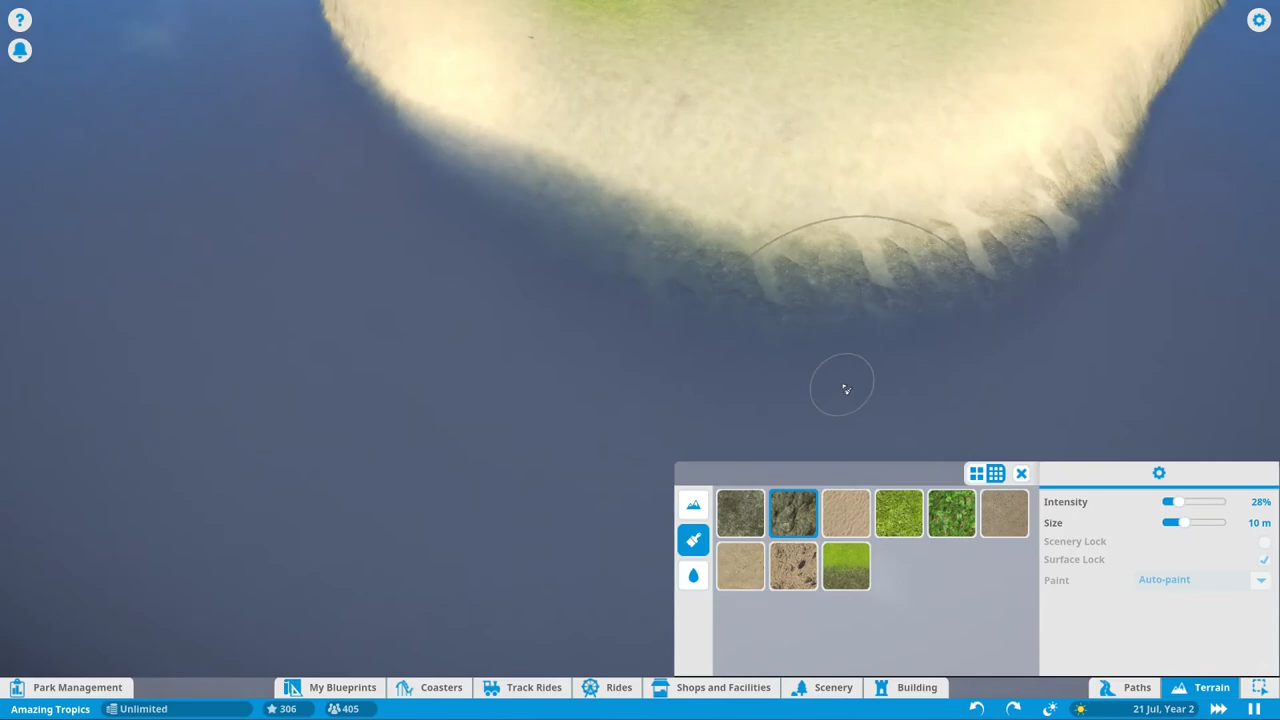 Intensity 28%
Size 10 m
Scenery Lock
Surface Lock
Paint Auto-paint
Park Management My Blueprints Coasters Track Rides Rides Shops and Facilities Scenery Building Paths Terrain
Amazing Tropics Unlimited 306 405 21 Jul, Year 2